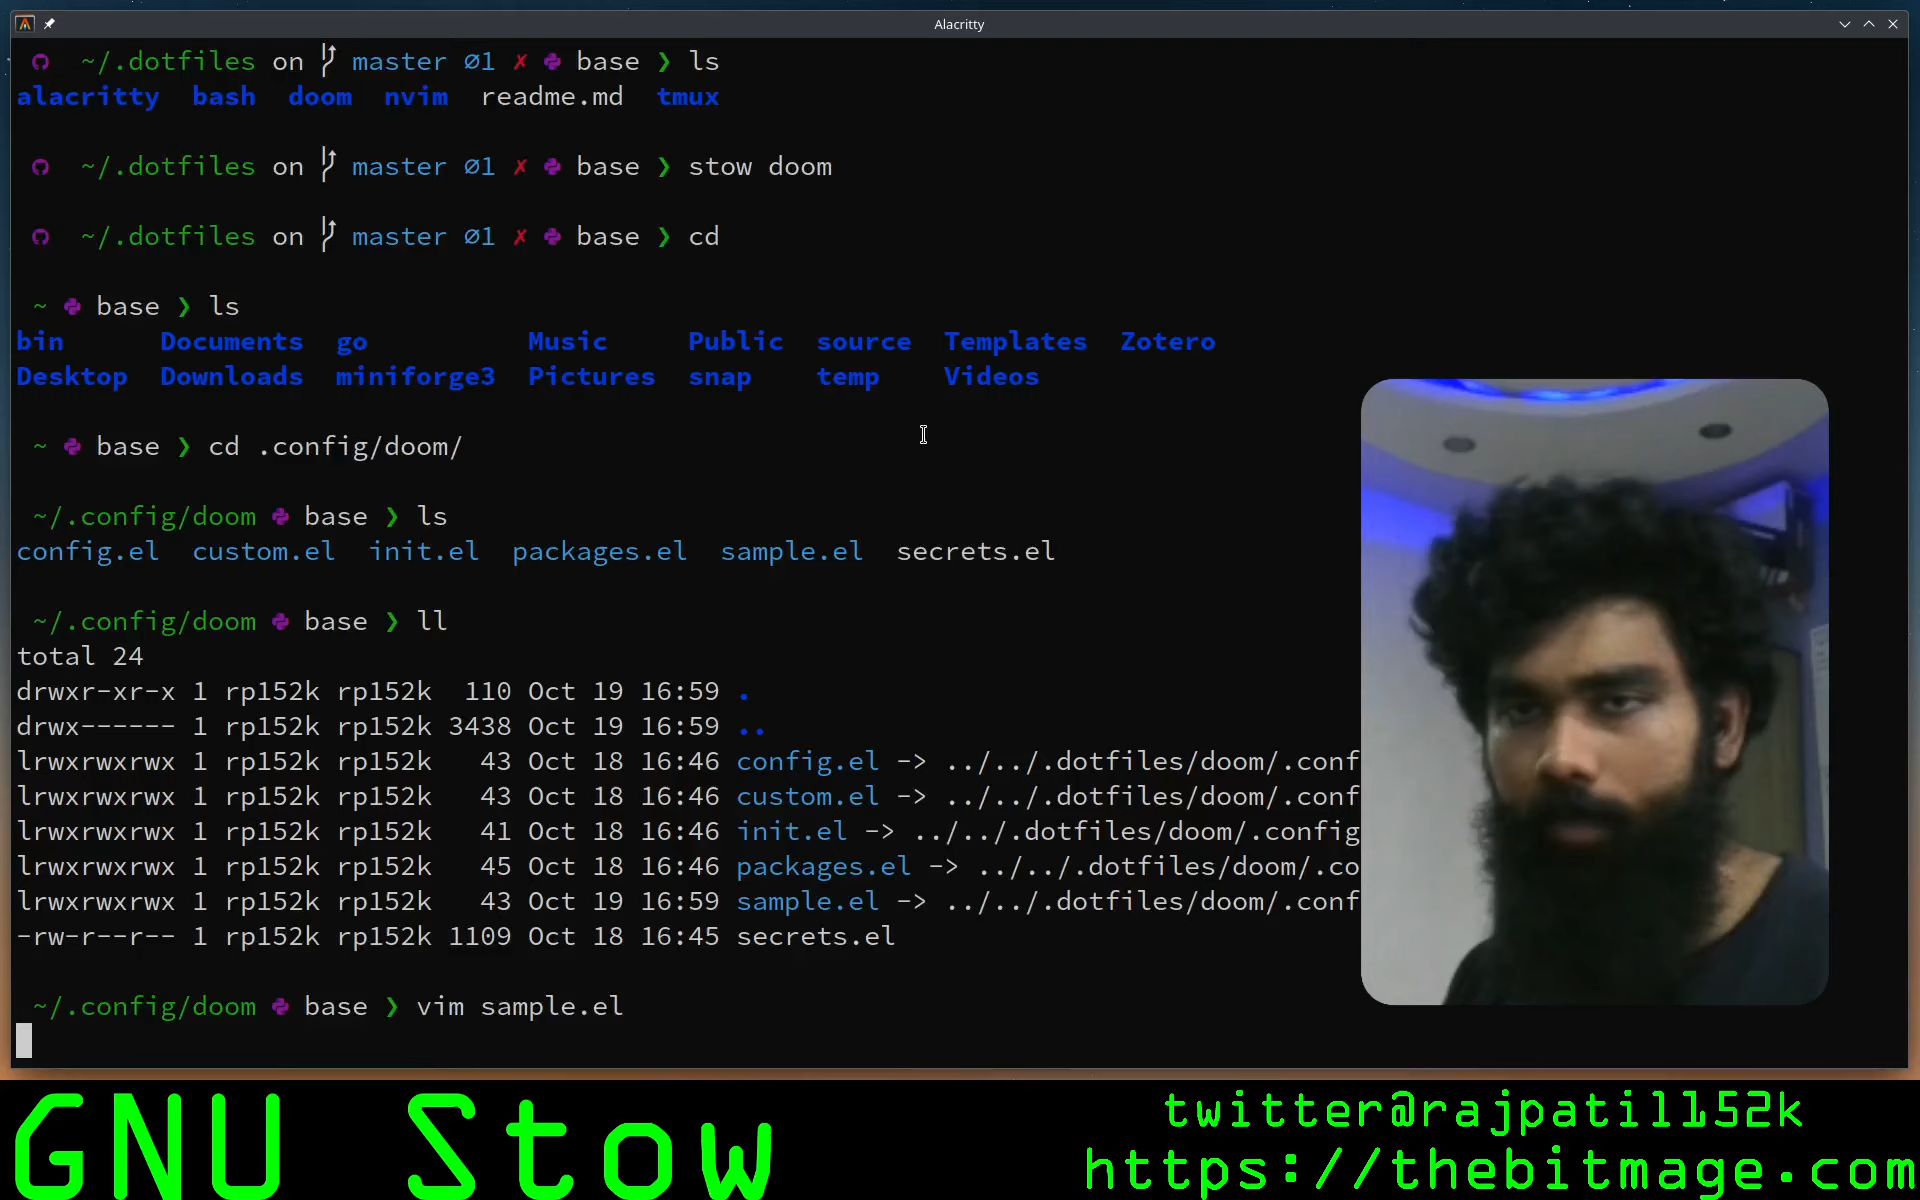 Alacritty
~/.dotfiles on master ∅1 ✗ base ❯ ls
alacritty bash doom nvim readme.md tmux
~/.dotfiles on master ∅1 ✗ base ❯ stow doom
~/.dotfiles on master ∅1 ✗ base ❯ cd
~ base ❯ ls
bin Documents go Music Public source Templates Zotero
Desktop Downloads miniforge3 Pictures snap temp Videos
~ base ❯ cd .config/doom/
~/.config/doom base ❯ ls
config.el custom.el init.el packages.el sample.el secrets.el
~/.config/doom base ❯ ll
total 24
drwxr-xr-x 1 rp152k rp152k 110 Oct 19 16:59 .
drwx------ 1 rp152k rp152k 3438 Oct 19 16:59 ..
lrwxrwxrwx 1 rp152k rp152k 43 Oct 18 16:46 config.el -> ../../.dotfiles/doom/.conf
lrwxrwxrwx 1 rp152k rp152k 43 Oct 18 16:46 custom.el -> ../../.dotfiles/doom/.conf
lrwxrwxrwx 1 rp152k rp152k 41 Oct 18 16:46 init.el -> ../../.dotfiles/doom/.config
lrwxrwxrwx 1 rp152k rp152k 45 Oct 18 16:46 packages.el -> ../../.dotfiles/doom/.co
lrwxrwxrwx 1 rp152k rp152k 43 Oct 19 16:59 sample.el -> ../../.dotfiles/doom/.conf
-rw-r--r-- 1 rp152k rp152k 1109 Oct 18 16:45 secrets.el
~/.config/doom base ❯ vim sample.el
GNU Stow
twitter@rajpatil152k
https://thebitmage.com